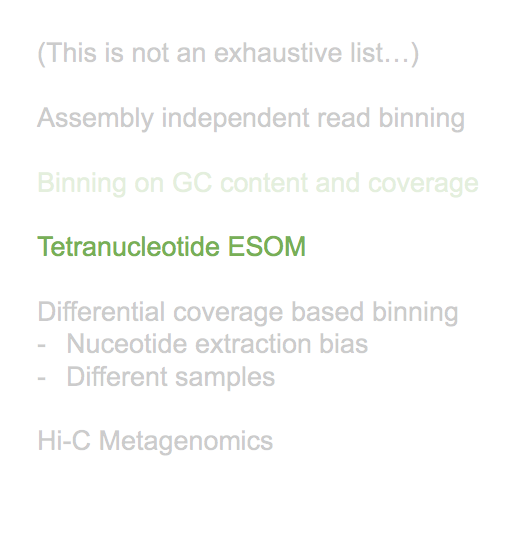 (This is not an exhaustive list…)
Assembly independent read binning
Binning on GC content and coverage
Tetranucleotide ESOM
Differential coverage based binning
- Nuceotide extraction bias
- Different samples
Hi-C Metagenomics